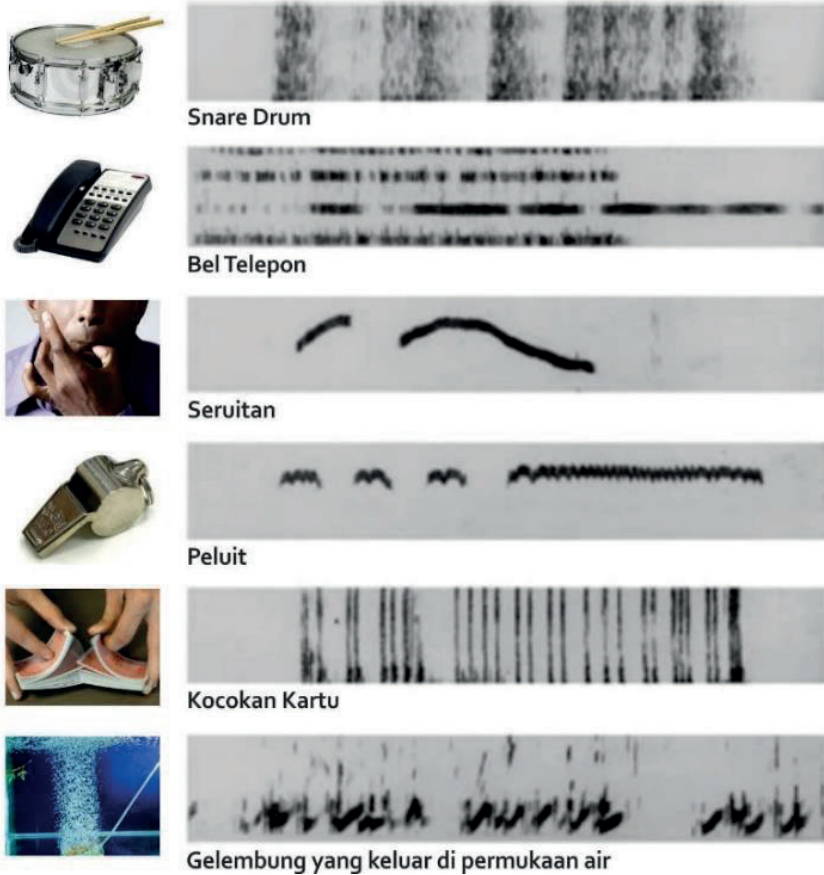 Snare Drum
Bel Telepon
Seruitan
Peluit
Kocokan Kartu
Gelembung yang keluar di permukaan air